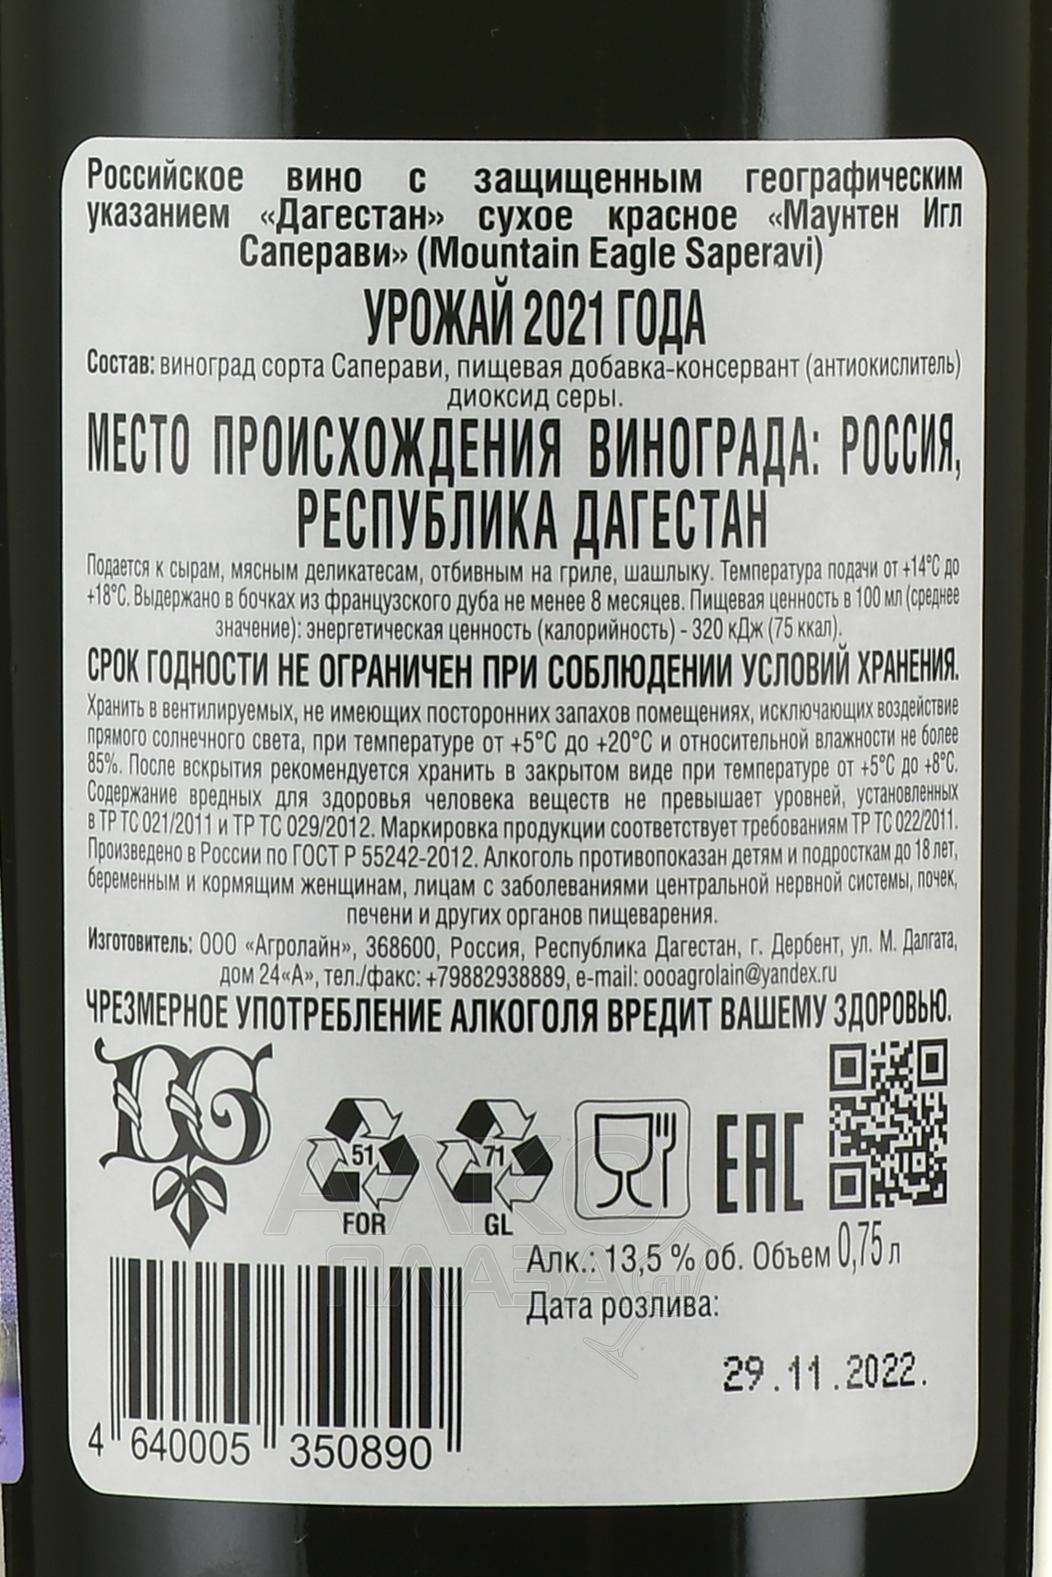 Российское вино с защищенным географическим
указанием «Дагестан» сухое красное «Маунтен Игл
Саперави» (Mountain Eagle Saperavi)
УРОЖАЙ 2021 ГОДА
Состав: виноград сорта Саперави, пищевая добавка-консервант (антиокислитель)
диоксид серы.
МЕСТО ПРОИСХОЖДЕНИЯ ВИНОГРАДА: РОССИЯ,
РЕСПУБЛИКА ДАГЕСТАН
Подается к сырам, мясным деликатесам, отбивным на гриле, шашлыку. Температура подачи от +14°С до
+18°С. Выдержано в бочках из французского дуба не менее 8 месяцев. Пищевая ценность в 100 мл (среднее
значение): энергетическая ценность (калорийность) - 320 кДж (75 ккал).
СРОК ГОДНОСТИ НЕ ОГРАНИЧЕН ПРИ СОБЛЮДЕНИИ УСЛОВИЙ ХРАНЕНИЯ.
Хранить в вентилируемых, не имеющих посторонних запахов помещениях, исключающих воздействие
прямого солнечного света, при температуре от +5°С до +20°С и относительной влажности не более
85%. После вскрытия рекомендуется хранить в закрытом виде при температуре от +5°С до +8°С.
Содержание вредных для здоровья человека веществ не превышает уровней, установленных
в ТР ТС 021/2011 и ТР ТС 029/2012. Маркировка продукции соответствует требованиям ТР ТС 022/2011.
Произведено в России по ГОСТ Р 55242-2012. Алкоголь противопоказан детям и подросткам до 18 лет,
беременным и кормящим женщинам, лицам с заболеваниями центральной нервной системы, почек,
печени и других органов пищеварения.
Изготовитель: ООО «Агролайн», 368600, Россия, Республика Дагестан, г. Дербент, ул. М. Далгата,
дом 24«А», тел./факс: +79882938889, e-mail: oooagrolain@yandex.ru
ЧРЕЗМЕРНОЕ УПОТРЕБЛЕНИЕ АЛКОГОЛЯ ВРЕДИТ ВАШЕМУ ЗДОРОВЬЮ.
51
FOR
71
GL
EAC
АЛКО
ПЛАЗА.ru
Алк.: 13,5 % об. Объем 0,75 л
Дата розлива:
29.11.2022.
4 640005 350890